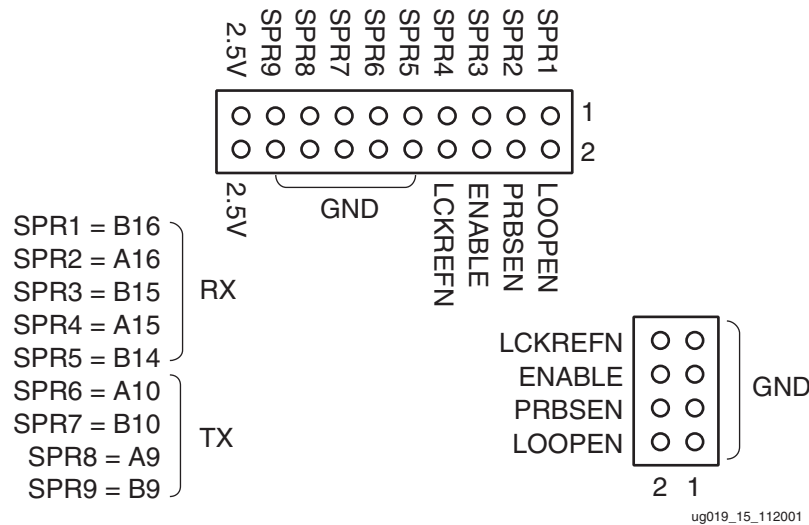 2.5V SPR9 SPR8 SPR7 SPR6 SPR5 SPR4 SPR3 SPR2 SPR1
1
2
2.5V GND LCKREFN ENABLE PRBSEN LOOPEN
SPR1 = B16
SPR2 = A16
SPR3 = B15
SPR4 = A15
SPR5 = B14
RX
SPR6 = A10
SPR7 = B10
SPR8 = A9
SPR9 = B9
TX
LCKREFN
ENABLE
PRBSEN
LOOPEN
GND
2 1
ug019_15_112001